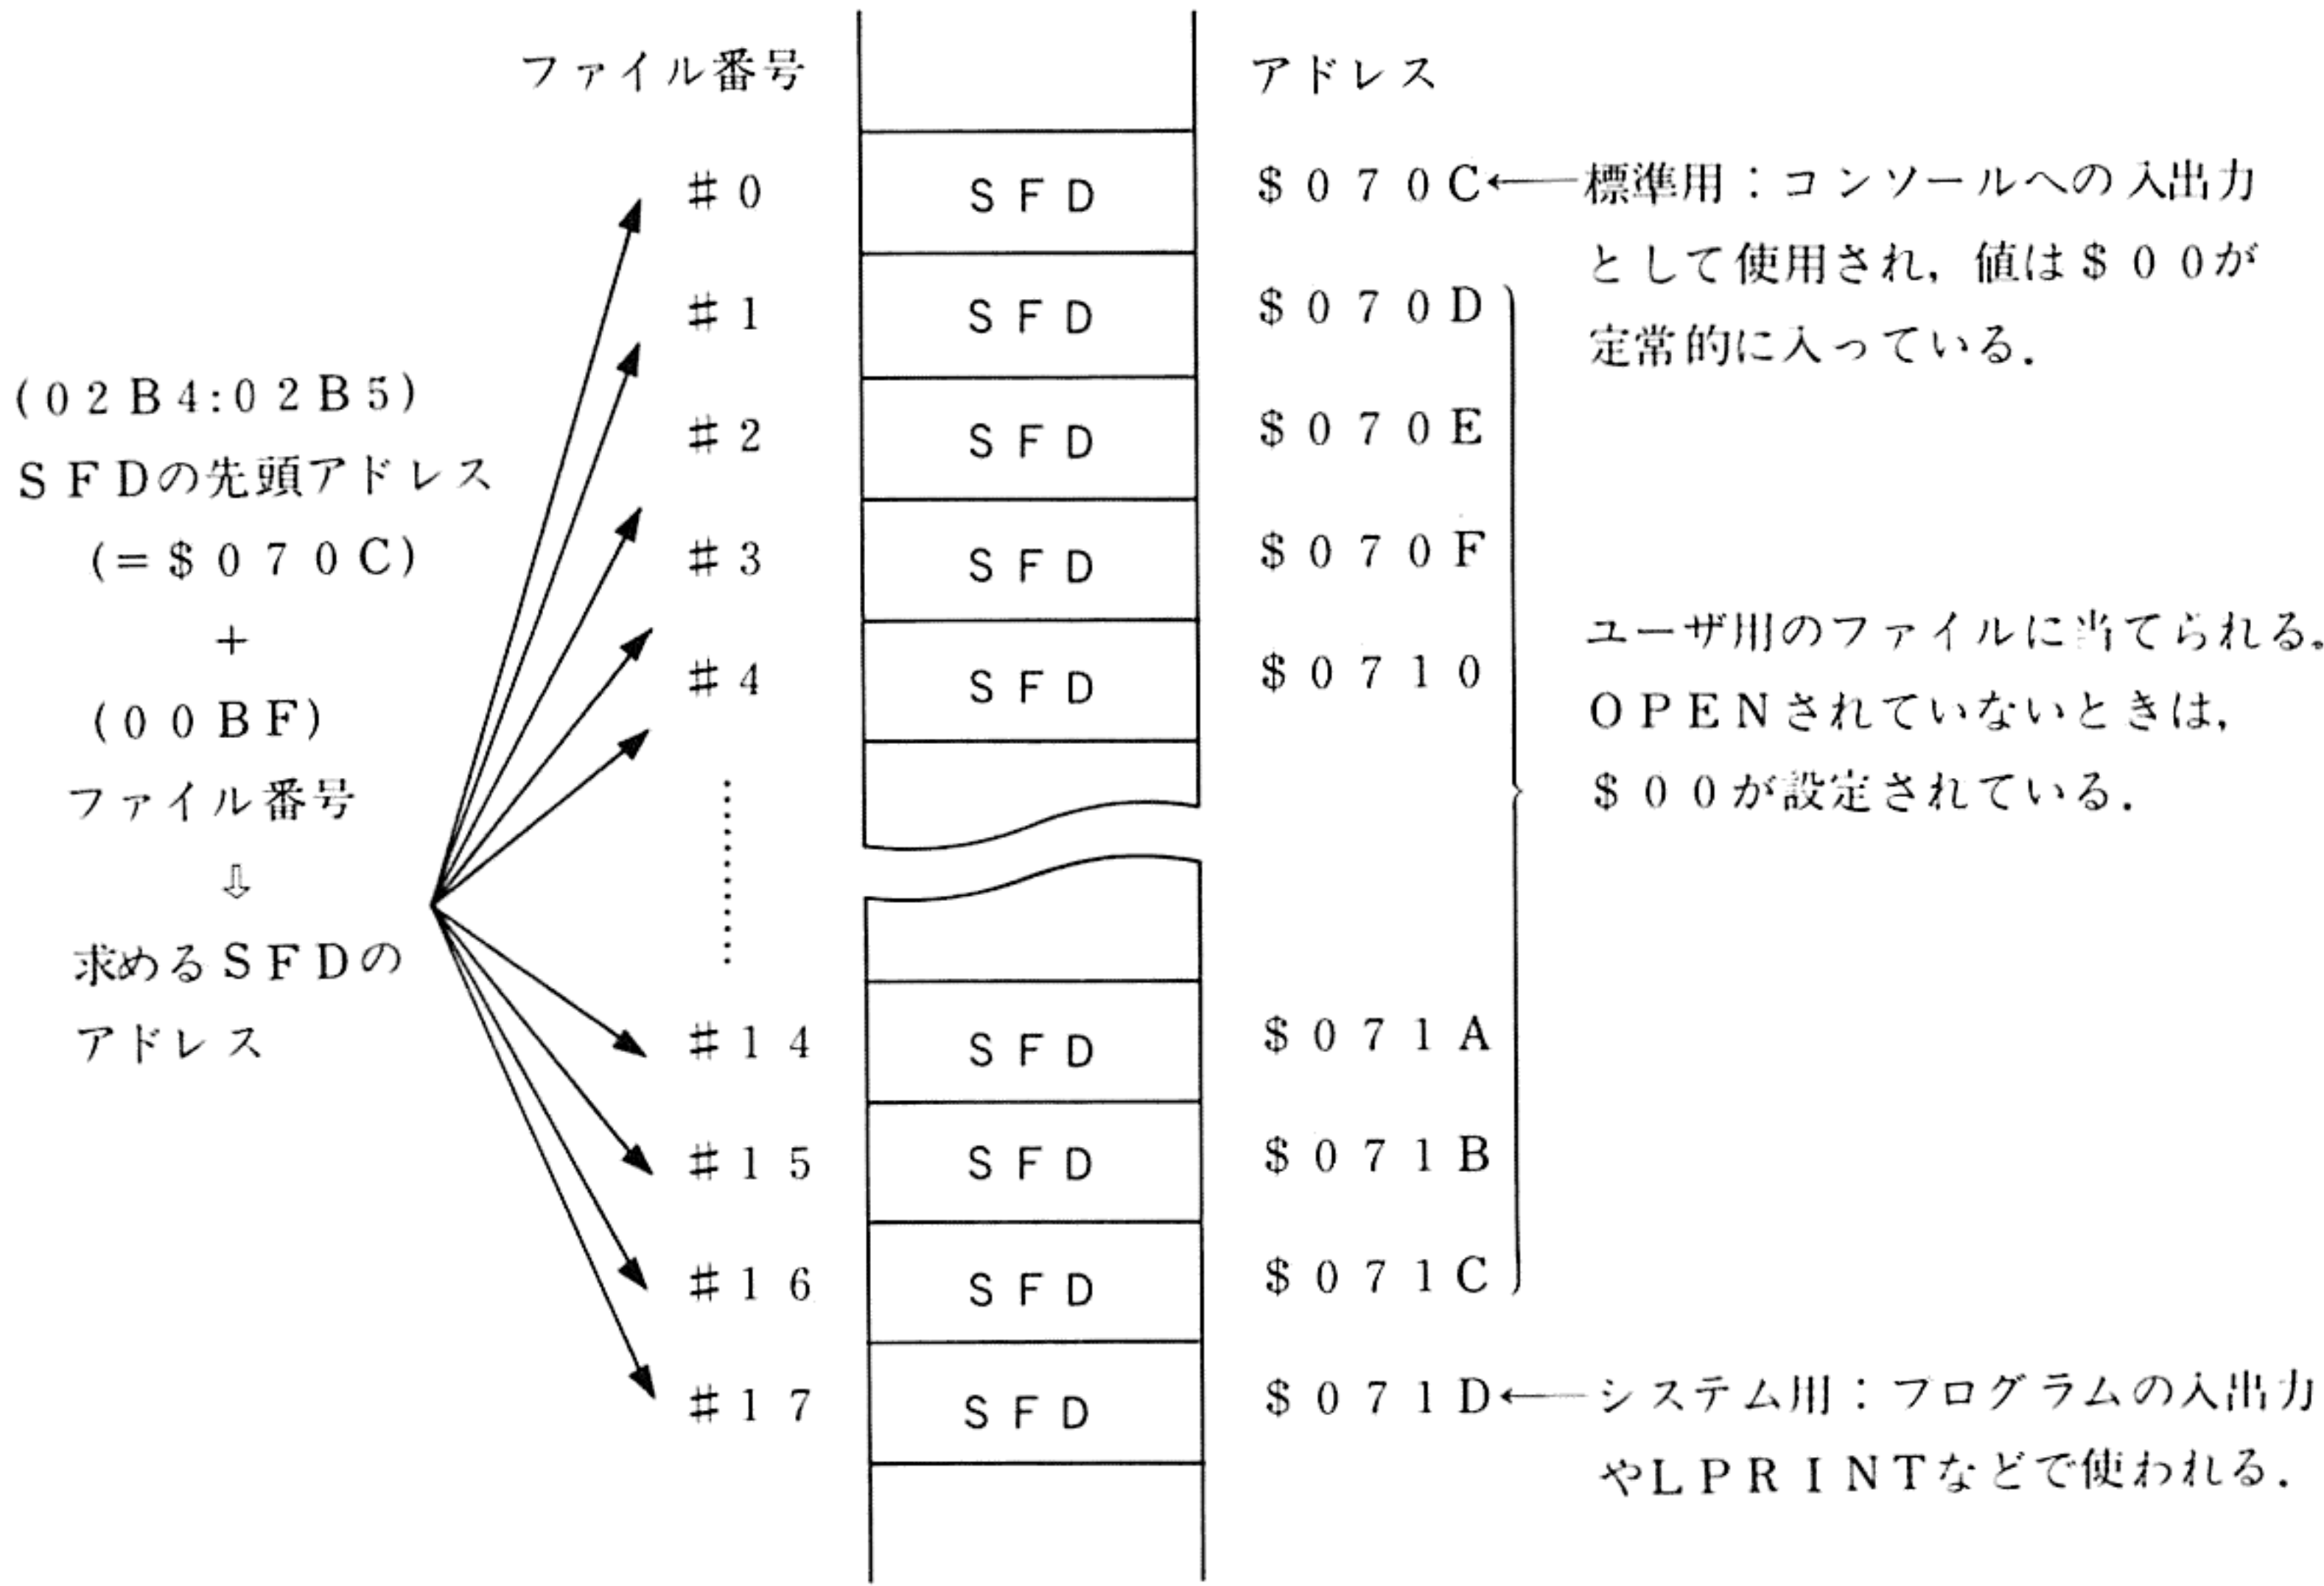 ファイル番号
アドレス
#0 SFD $070C←標準用:コンソールへの入出力
として使用され,値は$00が
定常的に入っている.
#1 SFD $070D
#2 SFD $070E
#3 SFD $070F
#4 SFD $0710
ユーザ用のファイルに当てられる。
OPENされていないときは,
$00が設定されている.
#14 SFD $071A
#15 SFD $071B
#16 SFD $071C
#17 SFD $071D←システム用:プログラムの入出力
やLPRINTなどで使われる.
(02B4:02B5)
SFDの先頭アドレス
(=$070C)
+
(00BF)
ファイル番号
⇩
求めるSFDの
アドレス